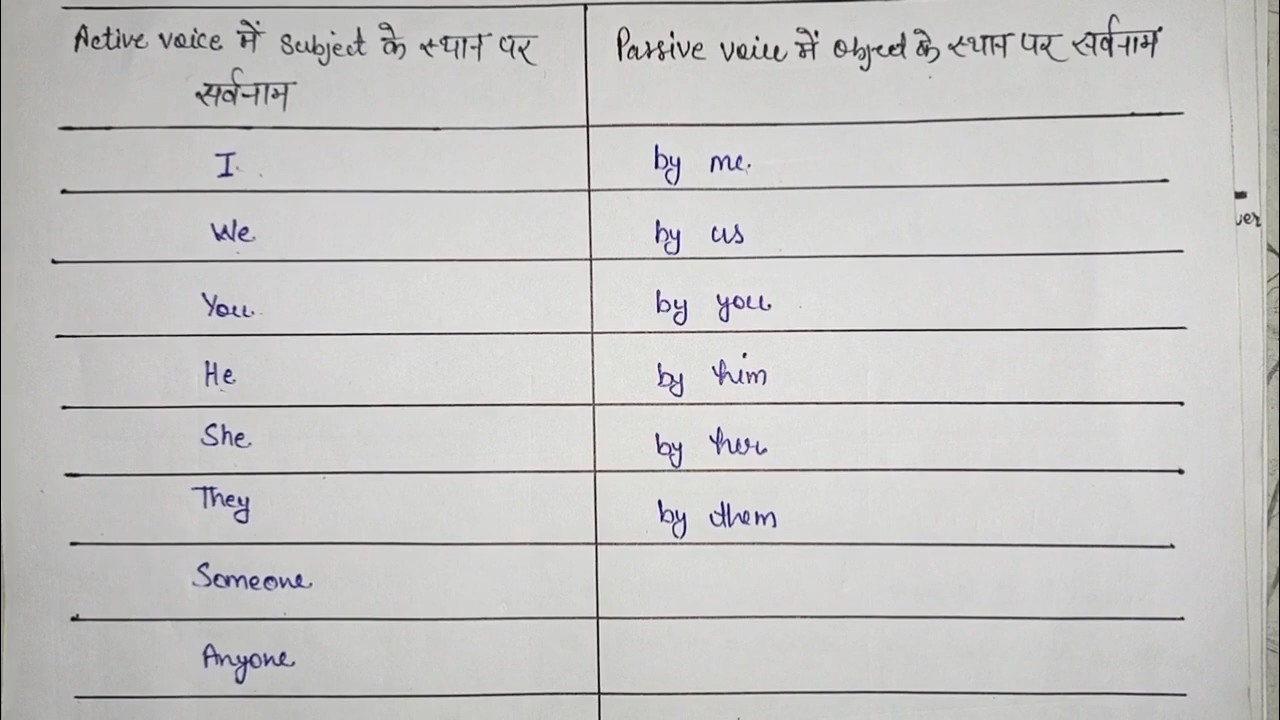 Active voice में Subject के स्थान पर
सर्वनाम
Passive voice में object के स्थान पर सर्वनाम
I
by me.
We
by us
You
by you
He
by him
She
by her
They
by them
Someone
Anyone